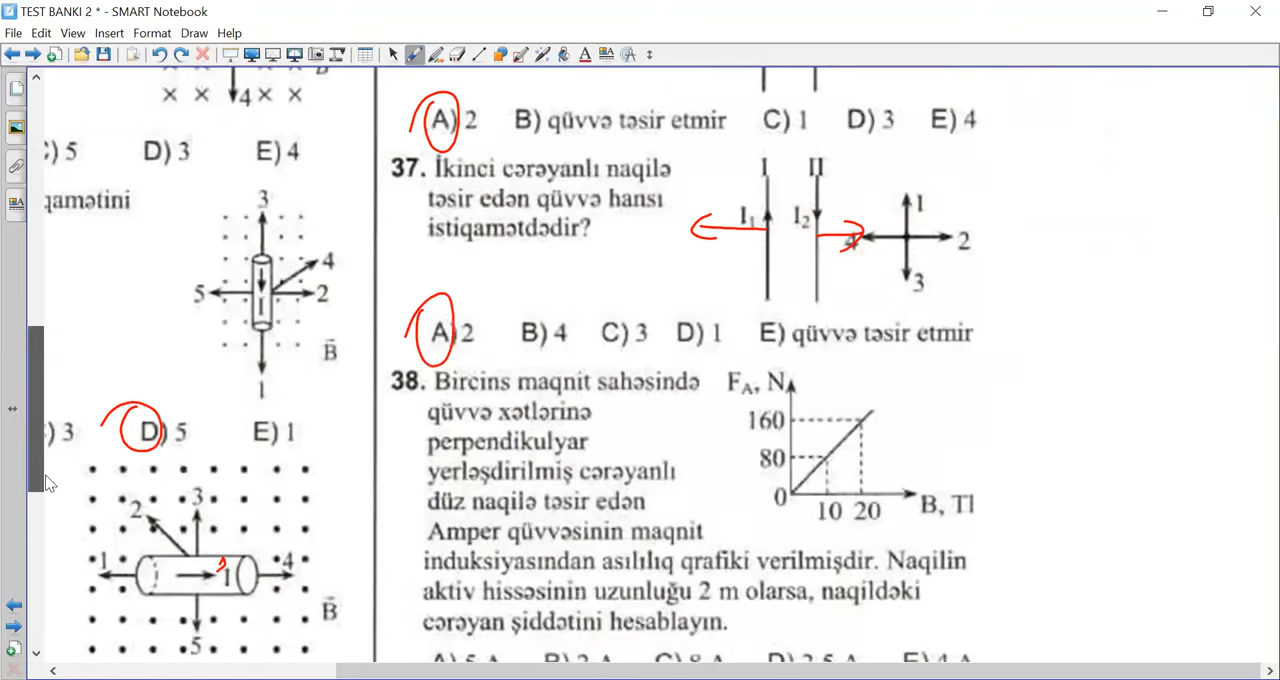 TEST BANKI 2 * - SMART Notebook
File Edit View Insert Format Draw Help
4
:) 5 D) 3 E) 4
qamətini
3
4
5
2
I
B
1
) 3 D) 5 E) 1
2
3
1
4
I
B
5
A) 2 B) qüvvə təsir etmir C) 1 D) 3 E) 4
37. İkinci cərəyanlı naqilə
təsir edən qüvvə hansı
istiqamətdədir?
I II
I₁ I₂
1
4 2
3
A) 2 B) 4 C) 3 D) 1 E) qüvvə təsir etmir
38. Bircins maqnit sahəsində
qüvvə xətlərinə
perpendikulyar
yerləşdirilmiş cərəyanlı
düz naqilə təsir edən
Amper qüvvəsinin maqnit
induksiyasından asılılıq qrafiki verilmişdir. Naqilin
aktiv hissəsinin uzunluğu 2 m olarsa, naqildəki
cərəyan şiddətini hesablayın.
F_A, N
160
80
0
10 20 B, Tl